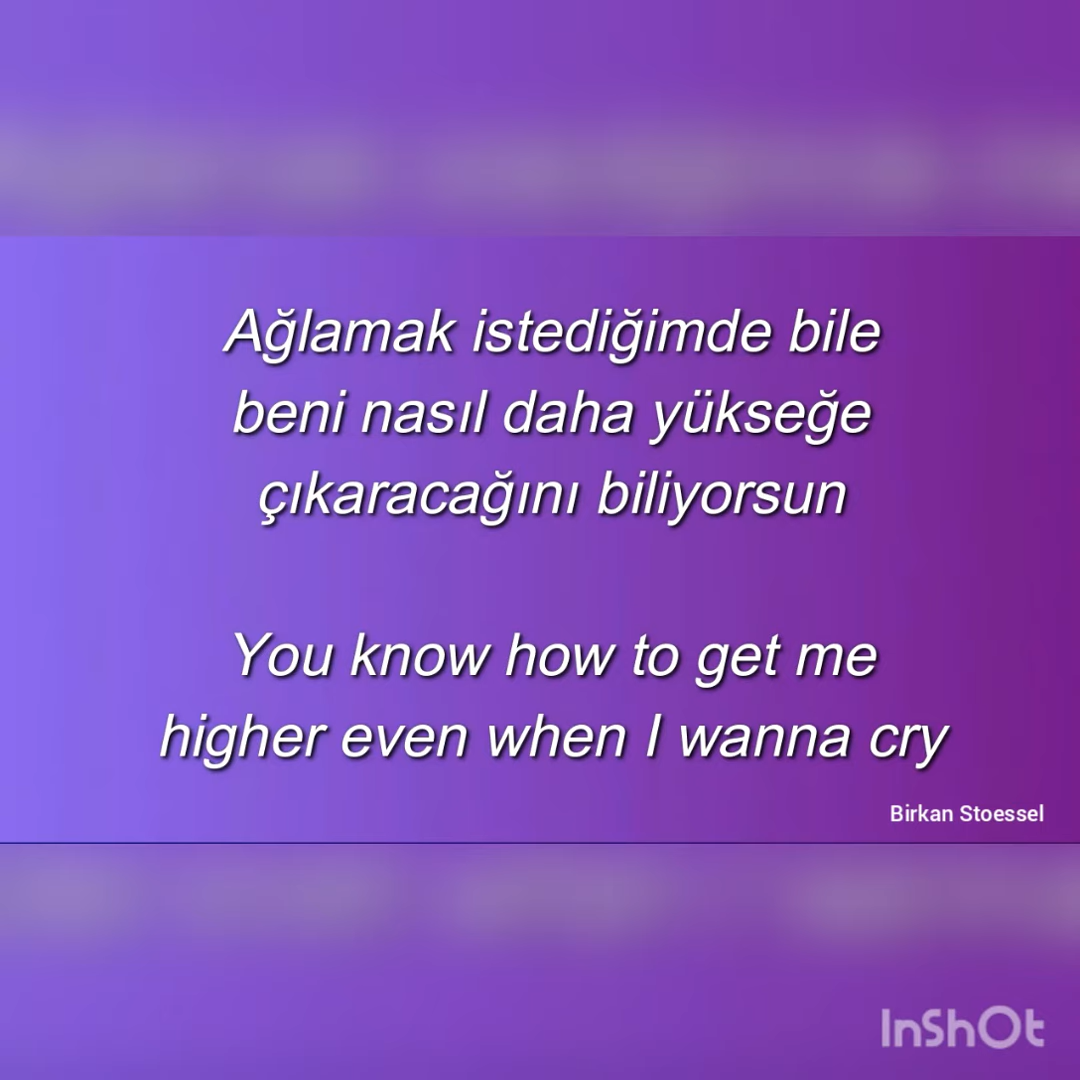 Ağlamak istediğimde bile
beni nasıl daha yükseğe
çıkaracağını biliyorsun
You know how to get me
higher even when I wanna cry
Birkan Stoessel
InShOt